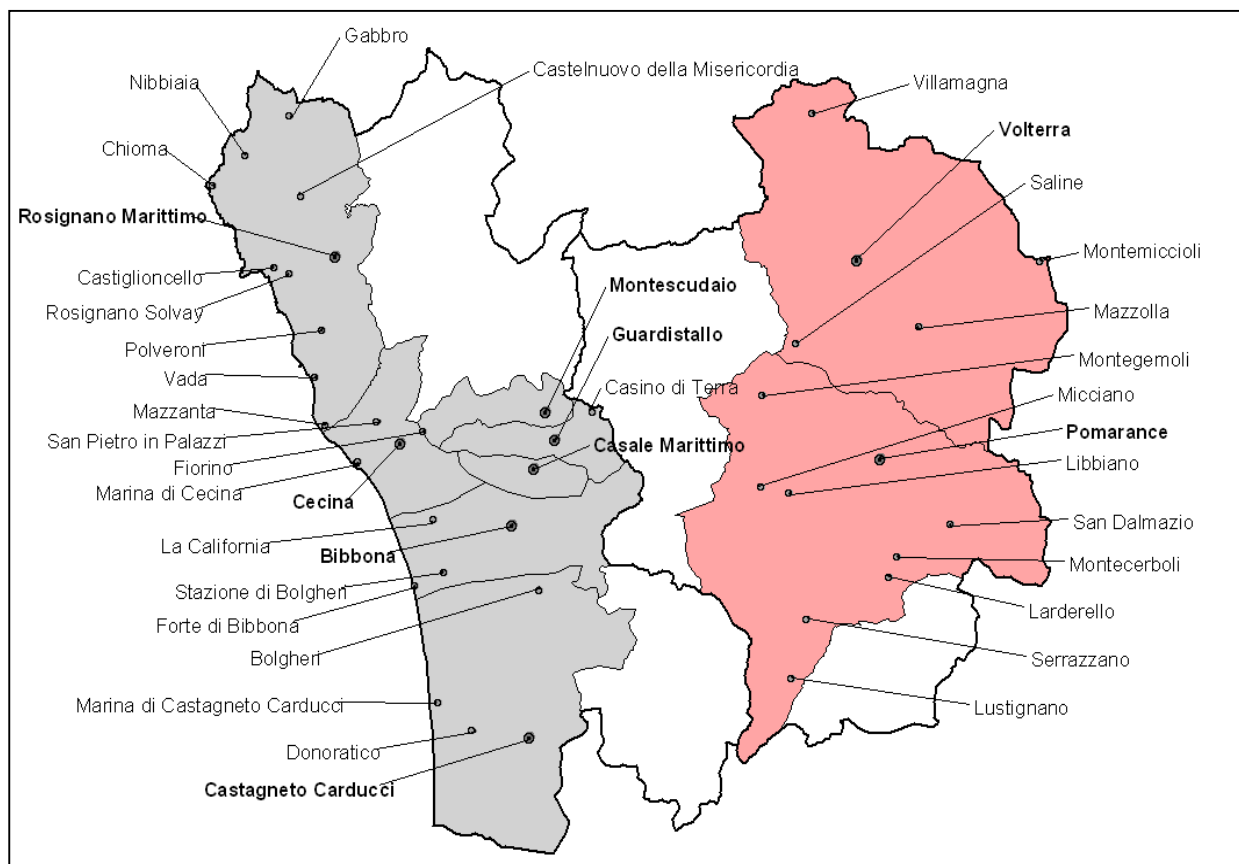 Gabbro
Castelnuovo della Misericordia
Nibbiaia
Villamagna
Volterra
Chioma
Saline
Rosignano Marittimo
Montemiccioli
Castiglioncello
Montescudaio
Rosignano Solvay
Mazzolla
Guardistallo
Polveroni
Montegemoli
Vada
Casino di Terra
Micciano
Mazzanta
San Pietro in Palazzi
Pomarance
Casale Marittimo
Fiorino
Libbiano
Marina di Cecina
Cecina
San Dalmazio
La California
Bibbona
Montecerboli
Stazione di Bolgheri
Larderello
Forte di Bibbona
Bolgheri
Serrazzano
Marina di Castagneto Carducci
Lustignano
Donoratico
Castagneto Carducci